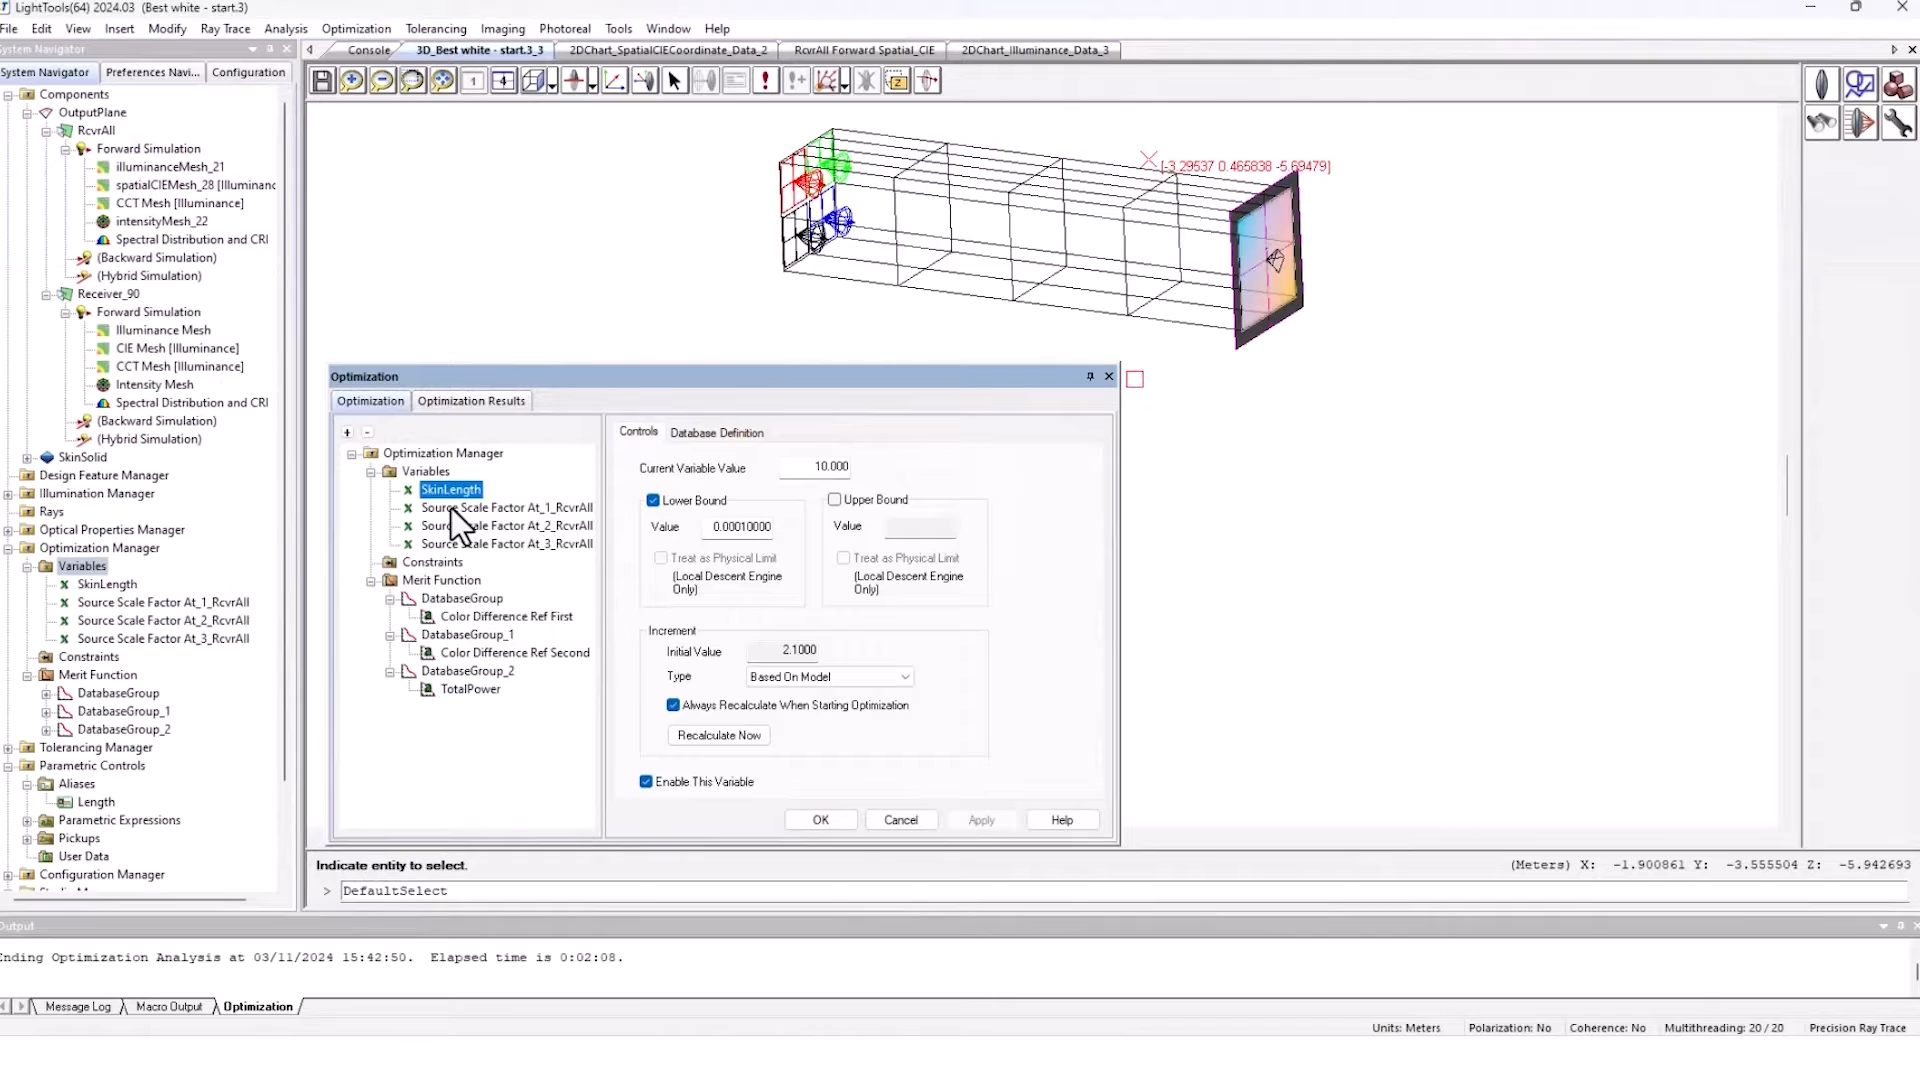 LightTools(64) 2024.03 (Best white - start.3)
File Edit View Insert Modify Ray Trace Analysis Optimization Tolerancing Imaging Photoreal Tools Window Help
System Navigator
Console 3D_Best white - start.3_3 2DChart_SpatialCIECoordinate_Data_2 RcvrAll Forward Spatial_CIE 2DChart_Illuminance_Data_3
System Navigator Preferences Navi... Configuration
Components
OutputPlane
RcvrAll
Forward Simulation
illuminanceMesh_21
spatialCIEMesh_28 [Illuminanc
CCT Mesh [Illuminance]
intensityMesh_22
Spectral Distribution and CRI
(Backward Simulation)
(Hybrid Simulation)
Receiver_90
Forward Simulation
Illuminance Mesh
CIE Mesh [Illuminance]
CCT Mesh [Illuminance]
Intensity Mesh
Spectral Distribution and CRI
(Backward Simulation)
(Hybrid Simulation)
SkinSolid
Design Feature Manager
Illumination Manager
Rays
Optical Properties Manager
Optimization Manager
Variables
SkinLength
Source Scale Factor At_1_RcvrAll
Source Scale Factor At_2_RcvrAll
Source Scale Factor At_3_RcvrAll
Constraints
Merit Function
DatabaseGroup
DatabaseGroup_1
DatabaseGroup_2
Tolerancing Manager
Parametric Controls
Aliases
Length
Parametric Expressions
Pickups
User Data
Configuration Manager
[-3.29537 0.465838 -5.69479]
Optimization
Optimization Optimization Results
Optimization Manager
Variables
SkinLength
Source Scale Factor At_1_RcvrAll
Source Scale Factor At_2_RcvrAll
Source Scale Factor At_3_RcvrAll
Constraints
Merit Function
DatabaseGroup
Color Difference Ref First
DatabaseGroup_1
Color Difference Ref Second
DatabaseGroup_2
TotalPower
Controls Database Definition
Current Variable Value 10.000
Lower Bound
Value 0.00010000
Treat as Physical Limit
(Local Descent Engine
Only)
Upper Bound
Value
Treat as Physical Limit
(Local Descent Engine
Only)
Increment
Initial Value 2.1000
Type Based On Model
Always Recalculate When Starting Optimization
Recalculate Now
Enable This Variable
OK Cancel Apply Help
Indicate entity to select.
(Meters) X: -1.900861 Y: -3.555504 Z: -5.942693
> DefaultSelect
Output
Ending Optimization Analysis at 03/11/2024 15:42:50. Elapsed time is 0:02:08.
Message Log Macro Output Optimization
Units: Meters Polarization: No Coherence: No Multithreading: 20 / 20 Precision Ray Trace